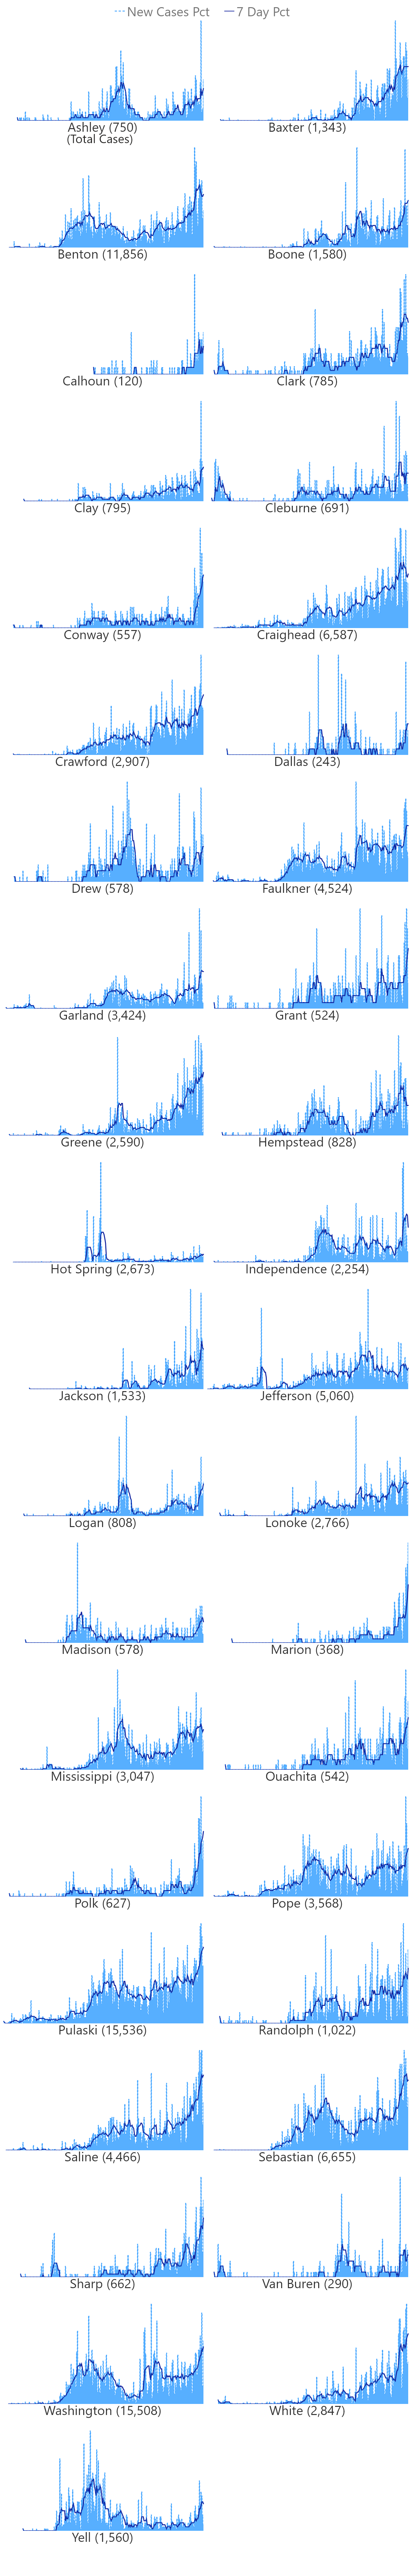 New Cases Pct 7 Day Pct
Ashley (750) Baxter (1,343)
(Total Cases)
Benton (11,856) Boone (1,580)
Calhoun (120) Clark (785)
Clay (795) Cleburne (691)
Conway (557) Craighead (6,587)
Crawford (2,907) Dallas (243)
Drew (578) Faulkner (4,524)
Garland (3,424) Grant (524)
Greene (2,590) Hempstead (828)
Hot Spring (2,673) Independence (2,254)
Jackson (1,533) Jefferson (5,060)
Logan (808) Lonoke (2,766)
Madison (578) Marion (368)
Mississippi (3,047) Ouachita (542)
Polk (627) Pope (3,568)
Pulaski (15,536) Randolph (1,022)
Saline (4,466) Sebastian (6,655)
Sharp (662) Van Buren (290)
Washington (15,508) White (2,847)
Yell (1,560)